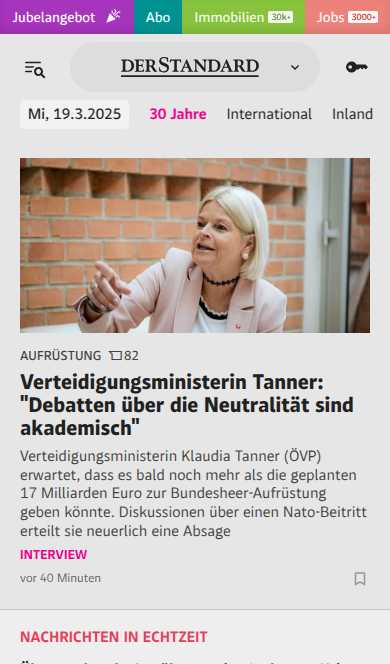 Jubelangebot Abo Immobilien 30k+ Jobs 3000+
DERSTANDARD
Mi, 19.3.2025 30 Jahre International Inland
AUFRÜSTUNG 82
Verteidigungsministerin Tanner:
"Debatten über die Neutralität sind
akademisch"
Verteidigungsministerin Klaudia Tanner (ÖVP)
erwartet, dass es bald noch mehr als die geplanten
17 Milliarden Euro zur Bundesheer-Aufrüstung
geben könnte. Diskussionen über einen Nato-Beitritt
erteilt sie neuerlich eine Absage
INTERVIEW
vor 40 Minuten
NACHRICHTEN IN ECHTZEIT